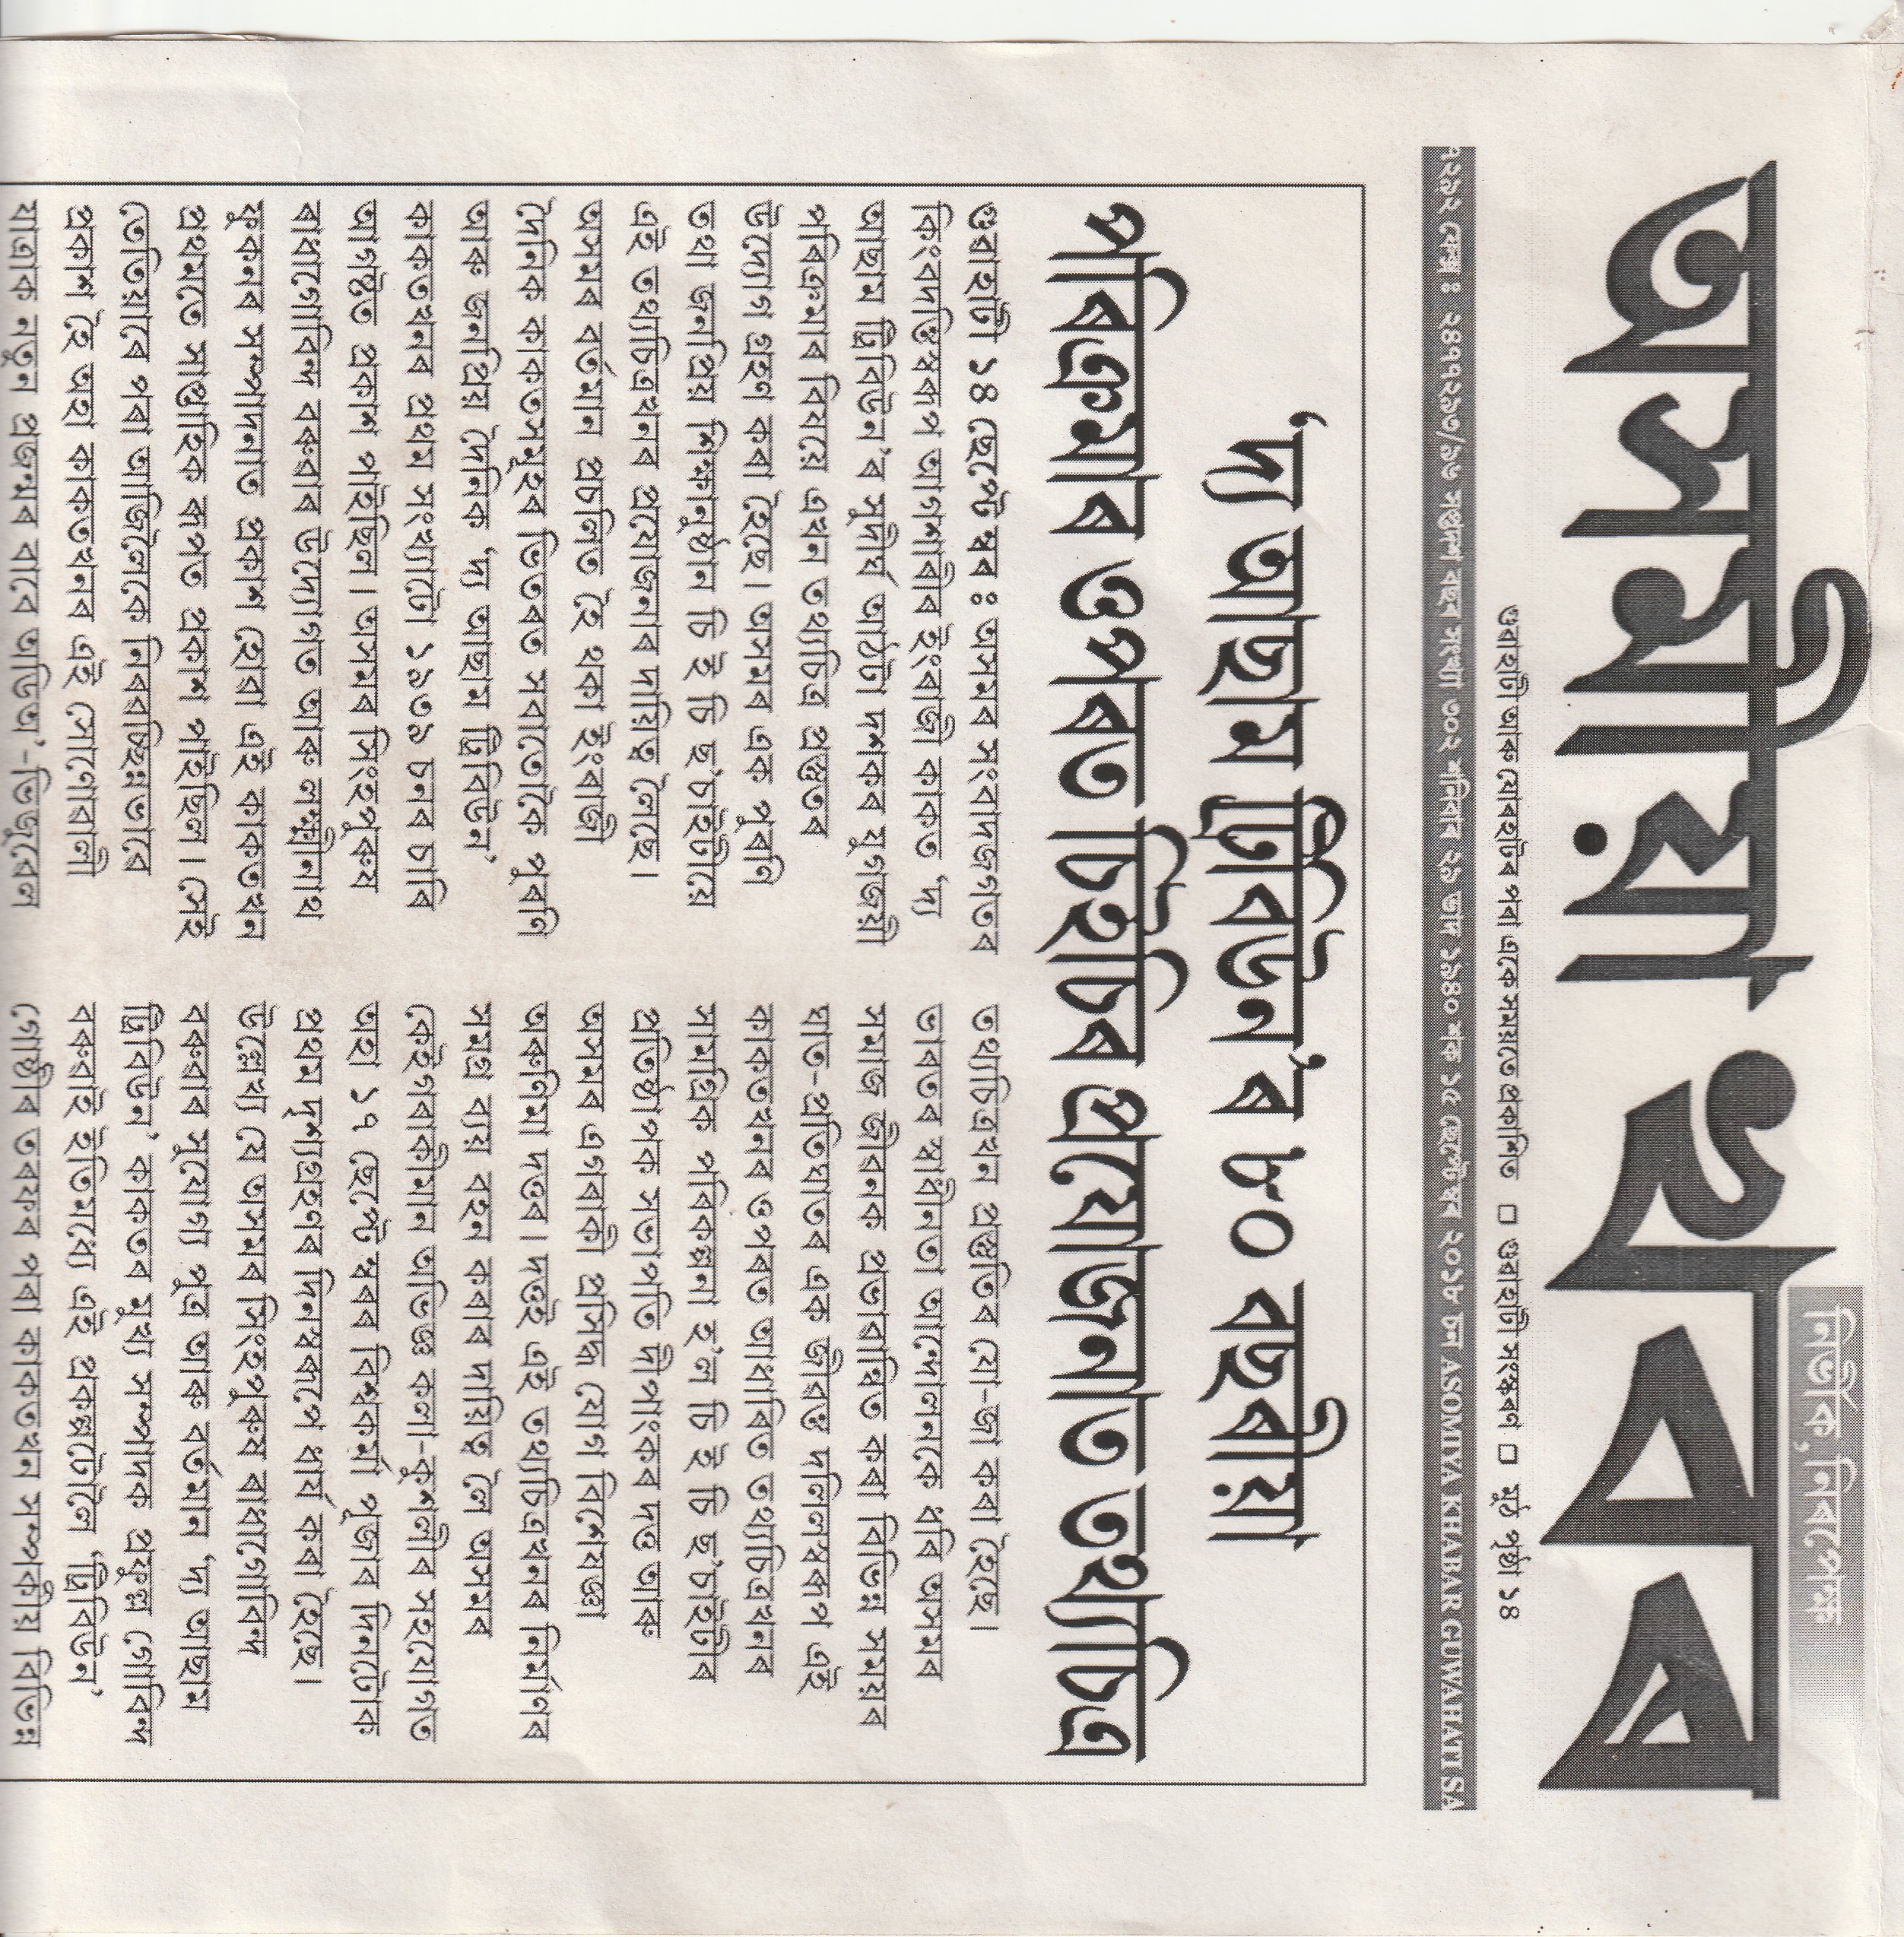 নিৰ্ভীক,নিৰপেক্ষ
অসমীয়া খবৰ
গুৱাহাটী আৰু যোৰহাটৰ পৰা একে সময়তে প্ৰকাশিত □ গুৱাহাটী সংস্কৰণ □ মুঠ পৃষ্ঠা ১৪
৭২৯২ ফেক্স ঃ ২৪৭৭২৯৩/৯৬ সপ্তদশ বছৰ সংখ্যা ৩০২ শনিবাৰ ২৯ ভাদ ১৯৪০ শক ১৫ ছেপ্টেম্বৰ ২০১৮ চন ASOMIYA KHABAR GUWAHATI SA
‘দ্য আছাম ট্ৰিবিউন’ৰ ৮০ বছৰীয়া
পৰিক্ৰমাৰ ওপৰত চিইচিৰ প্ৰযোজনাত তথ্যচিত্ৰ
গুৱাহাটী ১৪ ছেপ্টেম্বৰ ঃ অসমৰ সংবাদজগতৰ
কিংবদন্তিস্বৰূপ আগশাৰীৰ ইংৰাজী কাকত ‘দ্য
আছাম ট্ৰিবিউন’ৰ সুদীৰ্ঘ আঠটা দশকৰ যুগজয়ী
পৰিক্ৰমাৰ বিষয়ে এখন তথ্যচিত্ৰ প্ৰস্তুতৰ
উদ্যোগ গ্ৰহণ কৰা হৈছে। অসমৰ এক পুৰণি
তথা জনপ্ৰিয় শিক্ষানুষ্ঠান চি ই চি ছ’চাইটীয়ে
এই তথ্যচিত্ৰখনৰ প্ৰযোজনাৰ দায়িত্ব লৈছে।
অসমৰ বৰ্তমান প্ৰচলিত হৈ থকা ইংৰাজী
দৈনিক কাকতসমূহৰ ভিতৰত সবাতোকৈ পুৰণি
আৰু জনপ্ৰিয় দৈনিক ‘দ্য আছাম ট্ৰিবিউন’
কাকতখনৰ প্ৰথম সংখ্যাটো ১৯৩৯ চনৰ চাৰি
আগষ্টত প্ৰকাশ পাইছিল। অসমৰ সিংহপুৰুষ
ৰাধাগোবিন্দ বৰুৱাৰ উদ্যোগত আৰু লক্ষ্মীনাথ
ফুকনৰ সম্পাদনাত প্ৰকাশ হোৱা এই কাকতখন
প্ৰথমতে সাপ্তাহিক ৰূপত প্ৰকাশ পাইছিল। সেই
তেতিয়াৰে পৰা আজিলৈকে নিৰৱচ্ছিন্নভাৱে
প্ৰকাশ হৈ অহা কাকতখনৰ এই সোণোৱালী
যাত্ৰাক নতুন প্ৰজন্মৰ বাবে অডিঅ’-ভিজুৱেল
তথ্যচিত্ৰখন প্ৰস্তুতিৰ যো-জা কৰা হৈছে।
ভাৰতৰ স্বাধীনতা আন্দোলনকে ধৰি অসমৰ
সমাজ জীৱনক প্ৰভাৱান্বিত কৰা বিভিন্ন সময়ৰ
ঘাত-প্ৰতিঘাতৰ এক জীৱন্ত দলিলস্বৰূপ এই
কাকতখনৰ ওপৰত আধাৰিত তথ্যচিত্ৰখনৰ
সামগ্ৰিক পৰিকল্পনা হ’ল চি ই চি ছ’চাইটীৰ
প্ৰতিষ্ঠাপক সভাপতি দীপাংকৰ দত্ত আৰু
অসমৰ এগৰাকী প্ৰসিদ্ধ যোগ বিশেষজ্ঞা
অৰুণিমা দত্তৰ। দত্তই এই তথ্যচিত্ৰখনৰ নিৰ্মাণৰ
সমগ্ৰ ব্যয় বহন কৰাৰ দায়িত্ব লৈ অসমৰ
কেইগৰাকীমান অভিজ্ঞ কলা-কুশলীৰ সহযোগত
অহা ১৭ ছেপ্টেম্বৰৰ বিশ্বকৰ্মা পূজাৰ দিনটোক
প্ৰথম দৃশ্যগ্ৰহণৰ দিনস্বৰূপে ধাৰ্য কৰা হৈছে।
উল্লেখ্য যে অসমৰ সিংহপুৰুষ ৰাধাগোবিন্দ
বৰুৱাৰ সুযোগ্য পুত্ৰ আৰু বৰ্তমান ‘দ্য আছাম
ট্ৰিবিউন’ কাকতৰ মুখ্য সম্পাদক প্ৰফুল্ল গোবিন্দ
বৰুৱাই ইতিমধ্যে এই প্ৰকল্পটোলৈ ‘ট্ৰিবিউন’
গোষ্ঠীৰ তৰফৰ পৰা কাকতখন সম্পৰ্কীয় বিভিন্ন